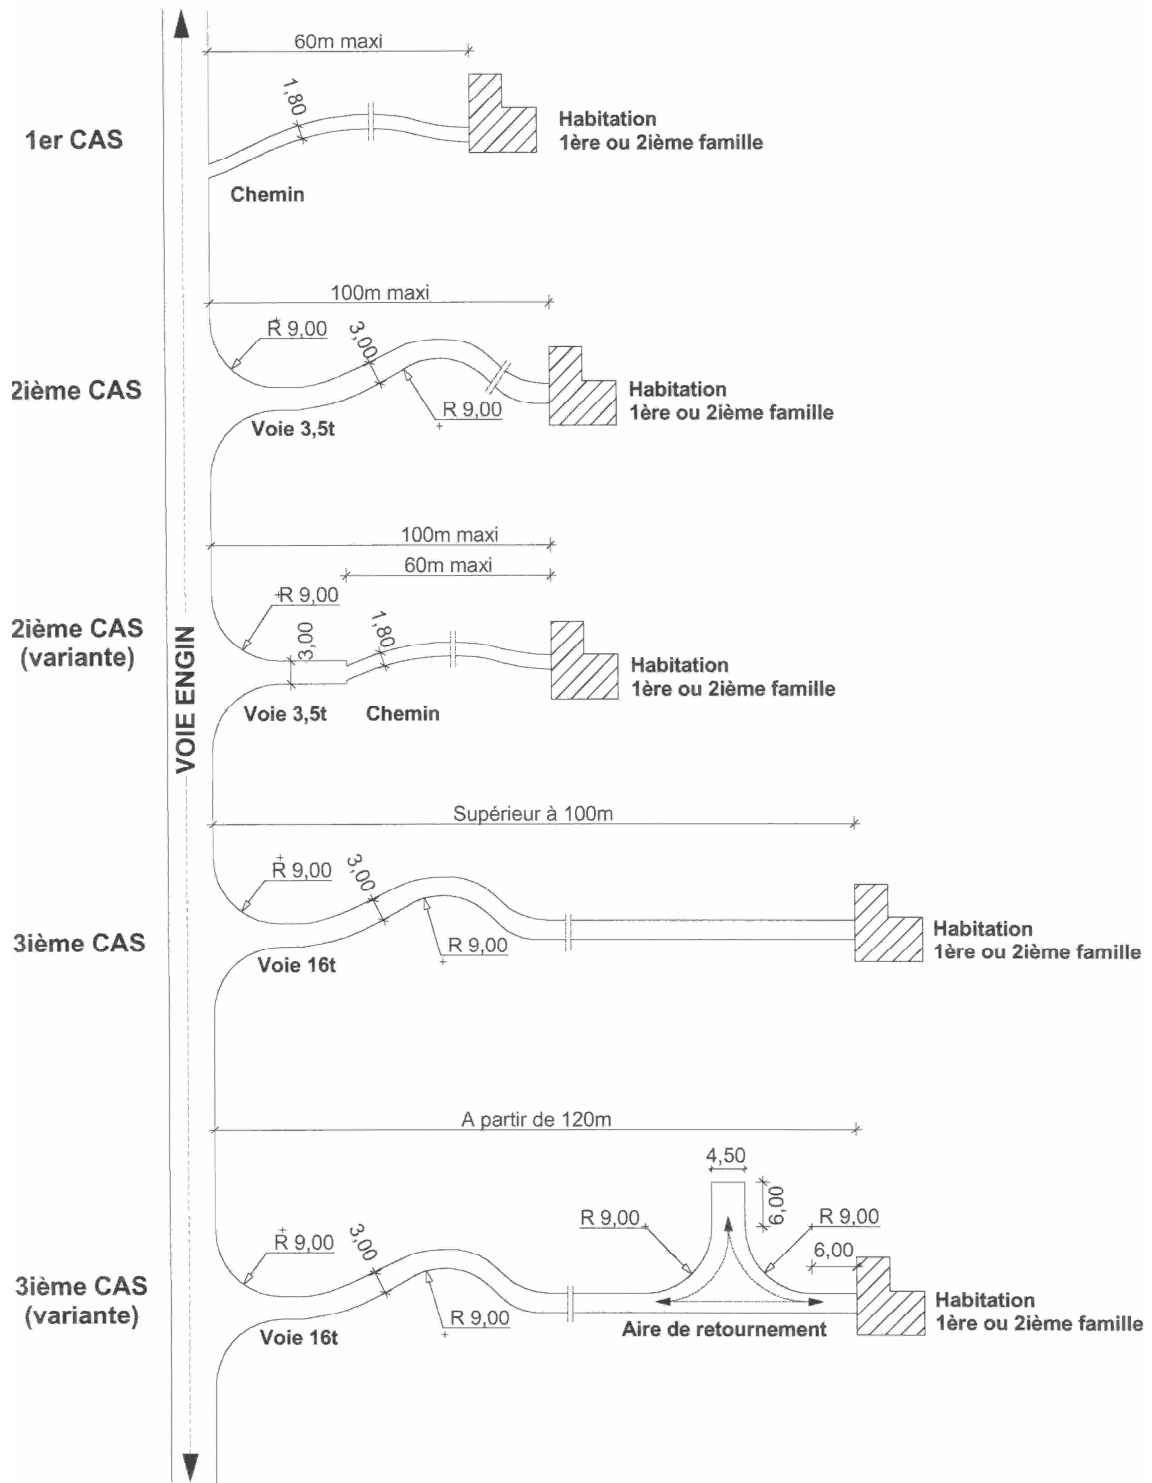 60m maxi
1,80
1er CAS
Habitation
1ère ou 2ième famille
Chemin
100m maxi
R 9,00
3,00
2ième CAS
Habitation
1ère ou 2ième famille
R 9,00
Voie 3,5t
100m maxi
60m maxi
R 9,00
3,00
1,80
2ième CAS
(variante)
Habitation
1ère ou 2ième famille
Voie 3,5t
Chemin
VOIE ENGIN
Supérieur à 100m
R 9,00
3,00
3ième CAS
R 9,00
Habitation
1ère ou 2ième famille
Voie 16t
A partir de 120m
4,50
6,00
R 9,00
R 9,00
R 9,00
3,00
6,00
3ième CAS
(variante)
R 9,00
Habitation
1ère ou 2ième famille
Aire de retournement
Voie 16t